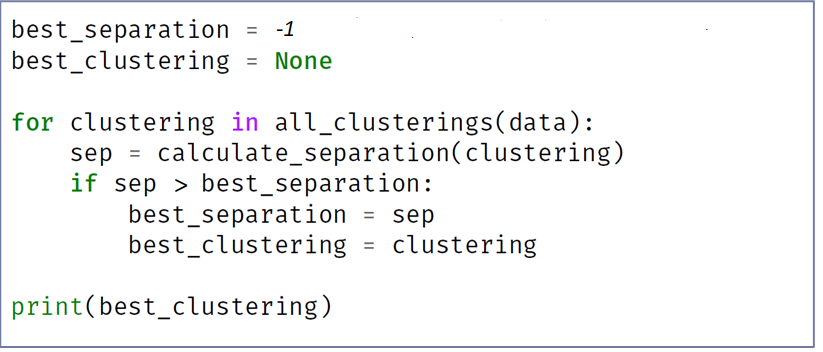 best_separation = -1
best_clustering = None
for clustering in all_clusterings(data):
sep = calculate_separation(clustering)
if sep > best_separation:
best_separation = sep
best_clustering = clustering
print(best_clustering)